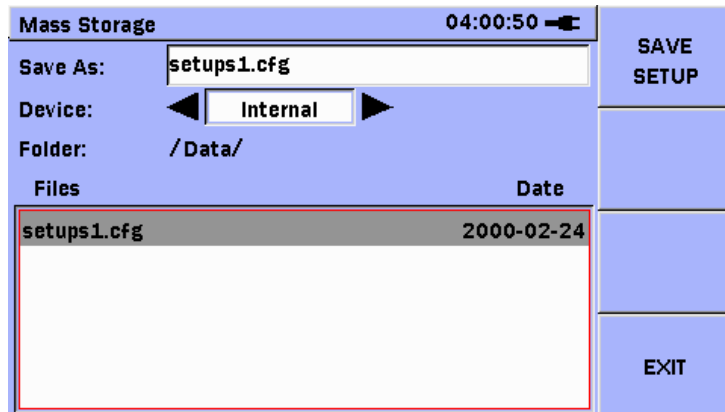 Mass Storage 04:00:50
Save As: setups1.cfg
Device: Internal
Folder: /Data/
Files Date
setups1.cfg 2000-02-24
SAVE
SETUP
EXIT